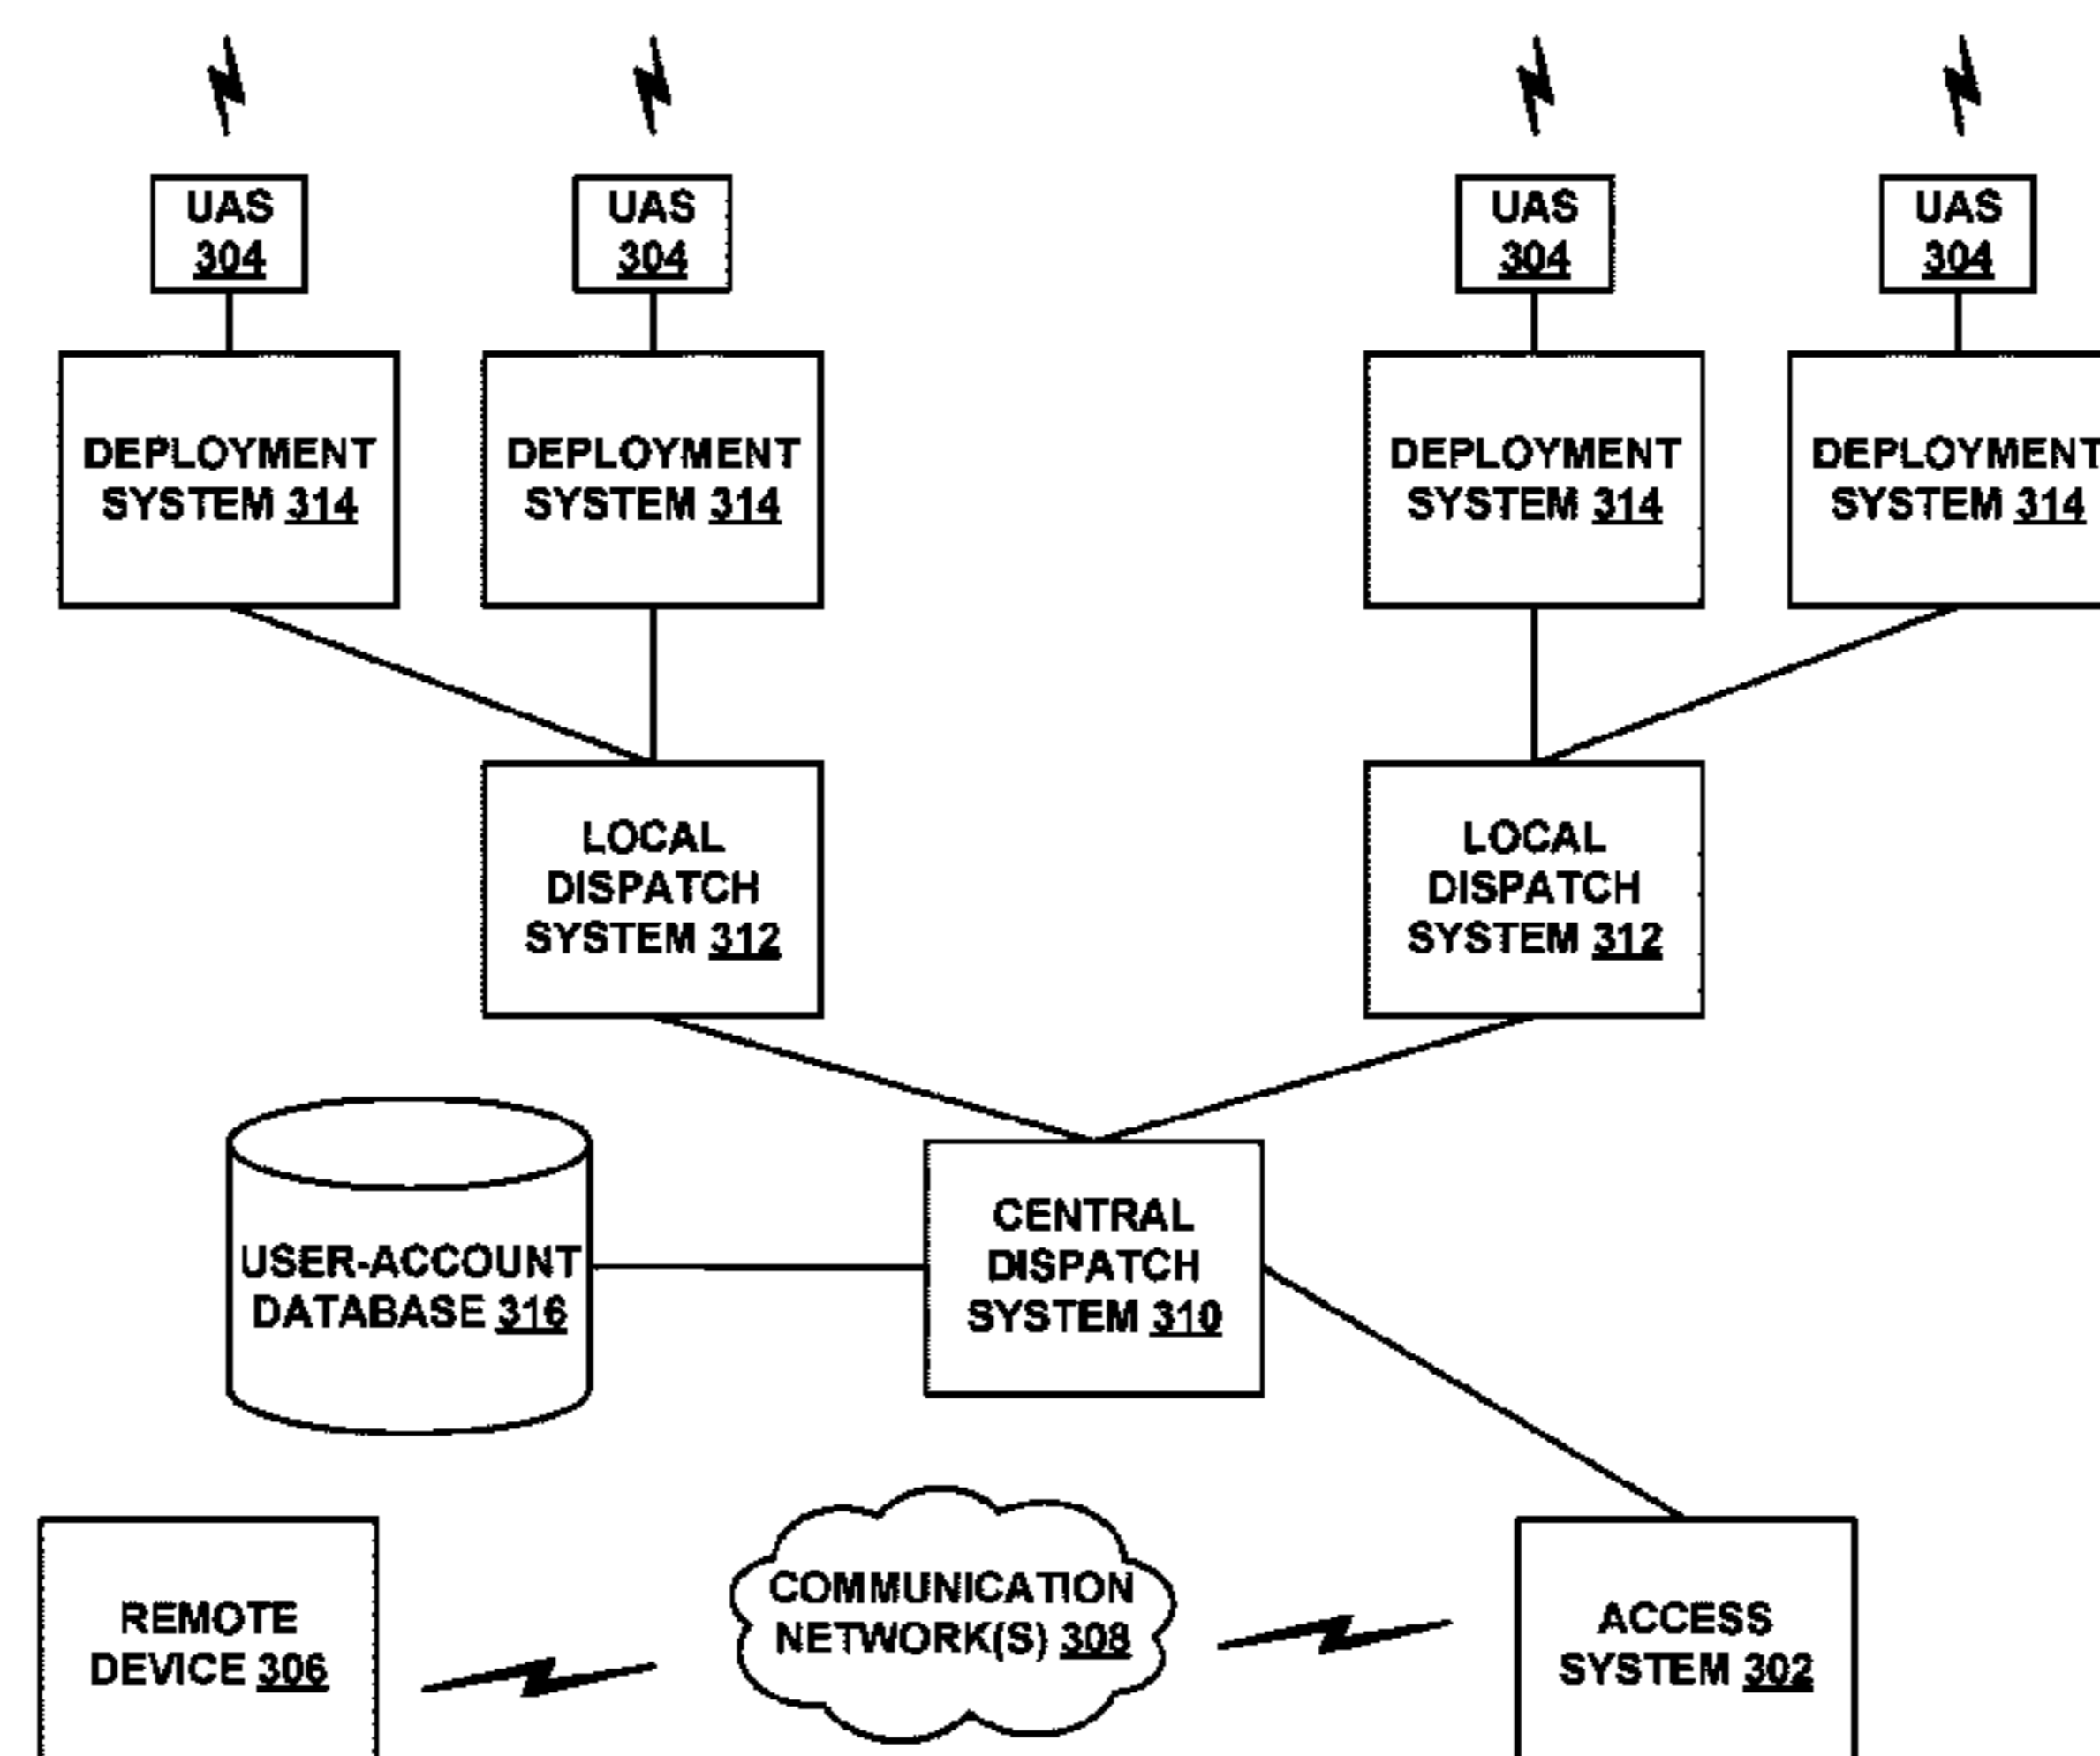 UAS
304
UAS
304
UAS
304
UAS
304
DEPLOYMENT
SYSTEM 314
DEPLOYMENT
SYSTEM 314
DEPLOYMENT
SYSTEM 314
DEPLOYMENT
SYSTEM 314
LOCAL
DISPATCH
SYSTEM 312
LOCAL
DISPATCH
SYSTEM 312
USER-ACCOUNT
DATABASE 316
CENTRAL
DISPATCH
SYSTEM 310
REMOTE
DEVICE 306
COMMUNICATION
NETWORK(S) 308
ACCESS
SYSTEM 302